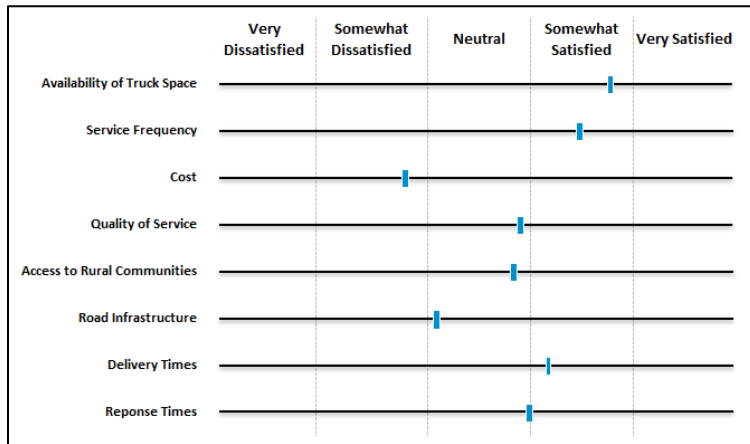 Very
Dissatisfied
Somewhat
Dissatisfied
Neutral
Somewhat
Satisfied
Very Satisfied
Availability of Truck Space
Service Frequency
Cost
Quality of Service
Access to Rural Communities
Road Infrastructure
Delivery Times
Reponse Times